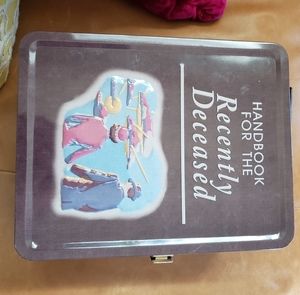 HANDBOOK
FOR THE
Recently
Deceased